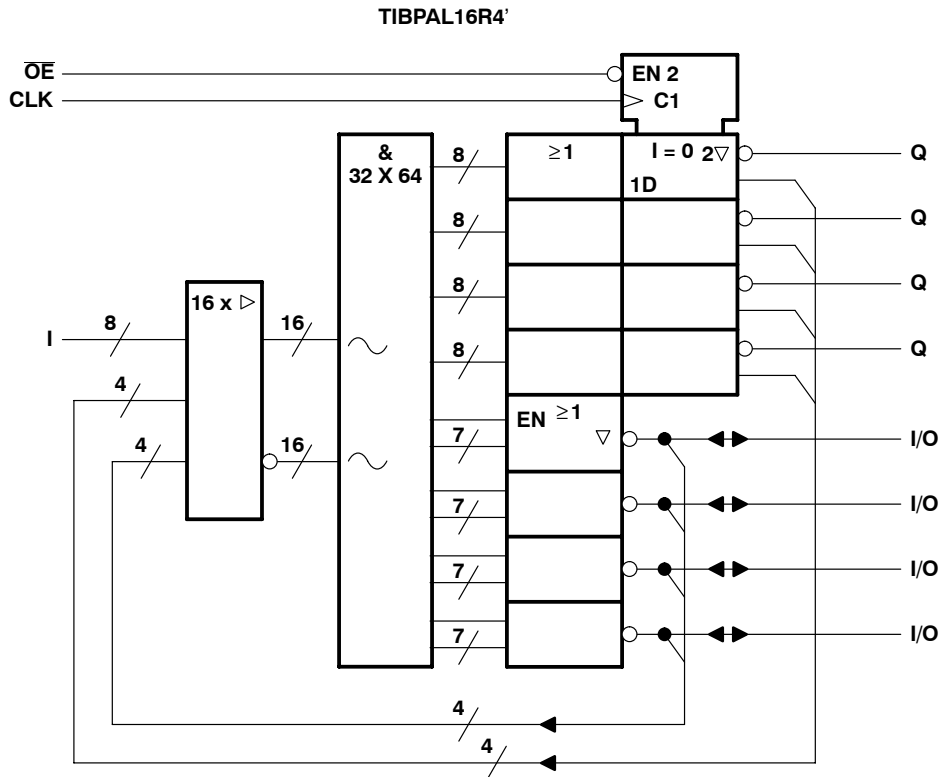 TIBPAL16R4’
OE
CLK
EN 2
C1
&
32 X 64
8
≥1
I = 0 2▽
1D
Q
8
Q
8
Q
16 x ▷
I
8
16
8
Q
4
EN ≥1
▽
7
I/O
4
16
7
I/O
7
I/O
7
I/O
4
4